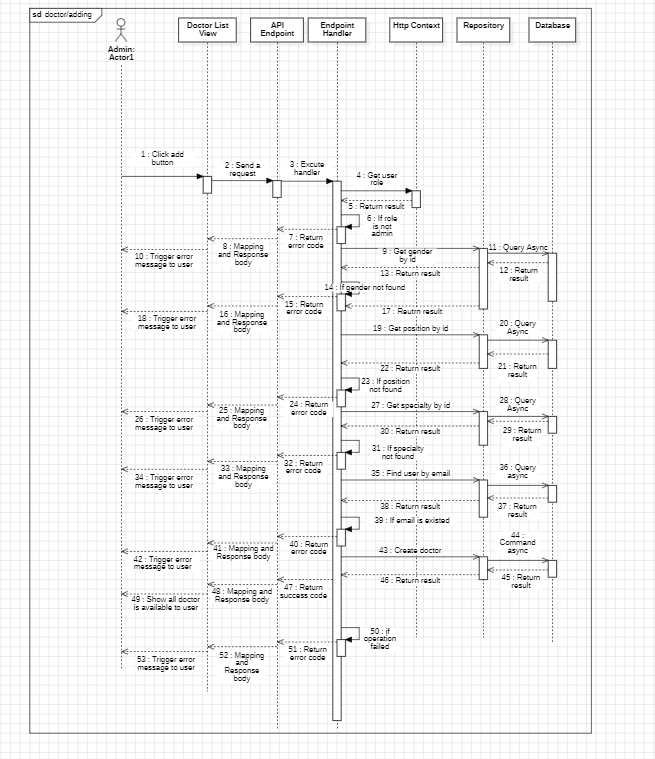 sd doctor/adding
Admin:
Actor1
Doctor List
View
API
Endpoint
Endpoint
Handler
Http Context
Repository
Database
1 : Click add
button
2 : Send a
request
3 : Excute
handler
4 : Get user
role
5 : Return result
6 : If role
is not
admin
7 : Return
error code
8 : Mapping
and Response
body
9 : Get gender
by id
10 : Trigger error
message to user
11 : Query Async
12 : Return
result
13 : Return result
14 : If gender not found
15 : Return
error code
16 : Mapping
and Response
body
17 : Reutrn result
18 : Trigger error
message to user
19 : Get position by id
20 : Query
Async
21 : Return
result
22 : Return result
23 : If position
not found
24 : Return
error code
25 : Mapping
and Response
body
26 : Trigger error
message to user
27 : Get specialty by id
28 : Query
Async
29 : Return
result
30 : Return result
31 : If specialty
not found
32 : Return
error code
33 : Mapping
and Response
body
34 : Trigger error
message to user
35 : Find user by email
36 : Query
async
37 : Return
result
38 : Return result
39 : If email is existed
40 : Return
error code
41 : Mapping and
Response body
42 : Trigger error
message to user
43 : Create doctor
44 :
Command
async
45 : Return
result
46 : Return result
47 : Return
success code
48 : Mapping and
Response body
49 : Show all doctor
is available to user
50 : if
operation
failed
51 : Return
error code
52 : Mapping
and
Response
body
53 : Trigger error
message to user